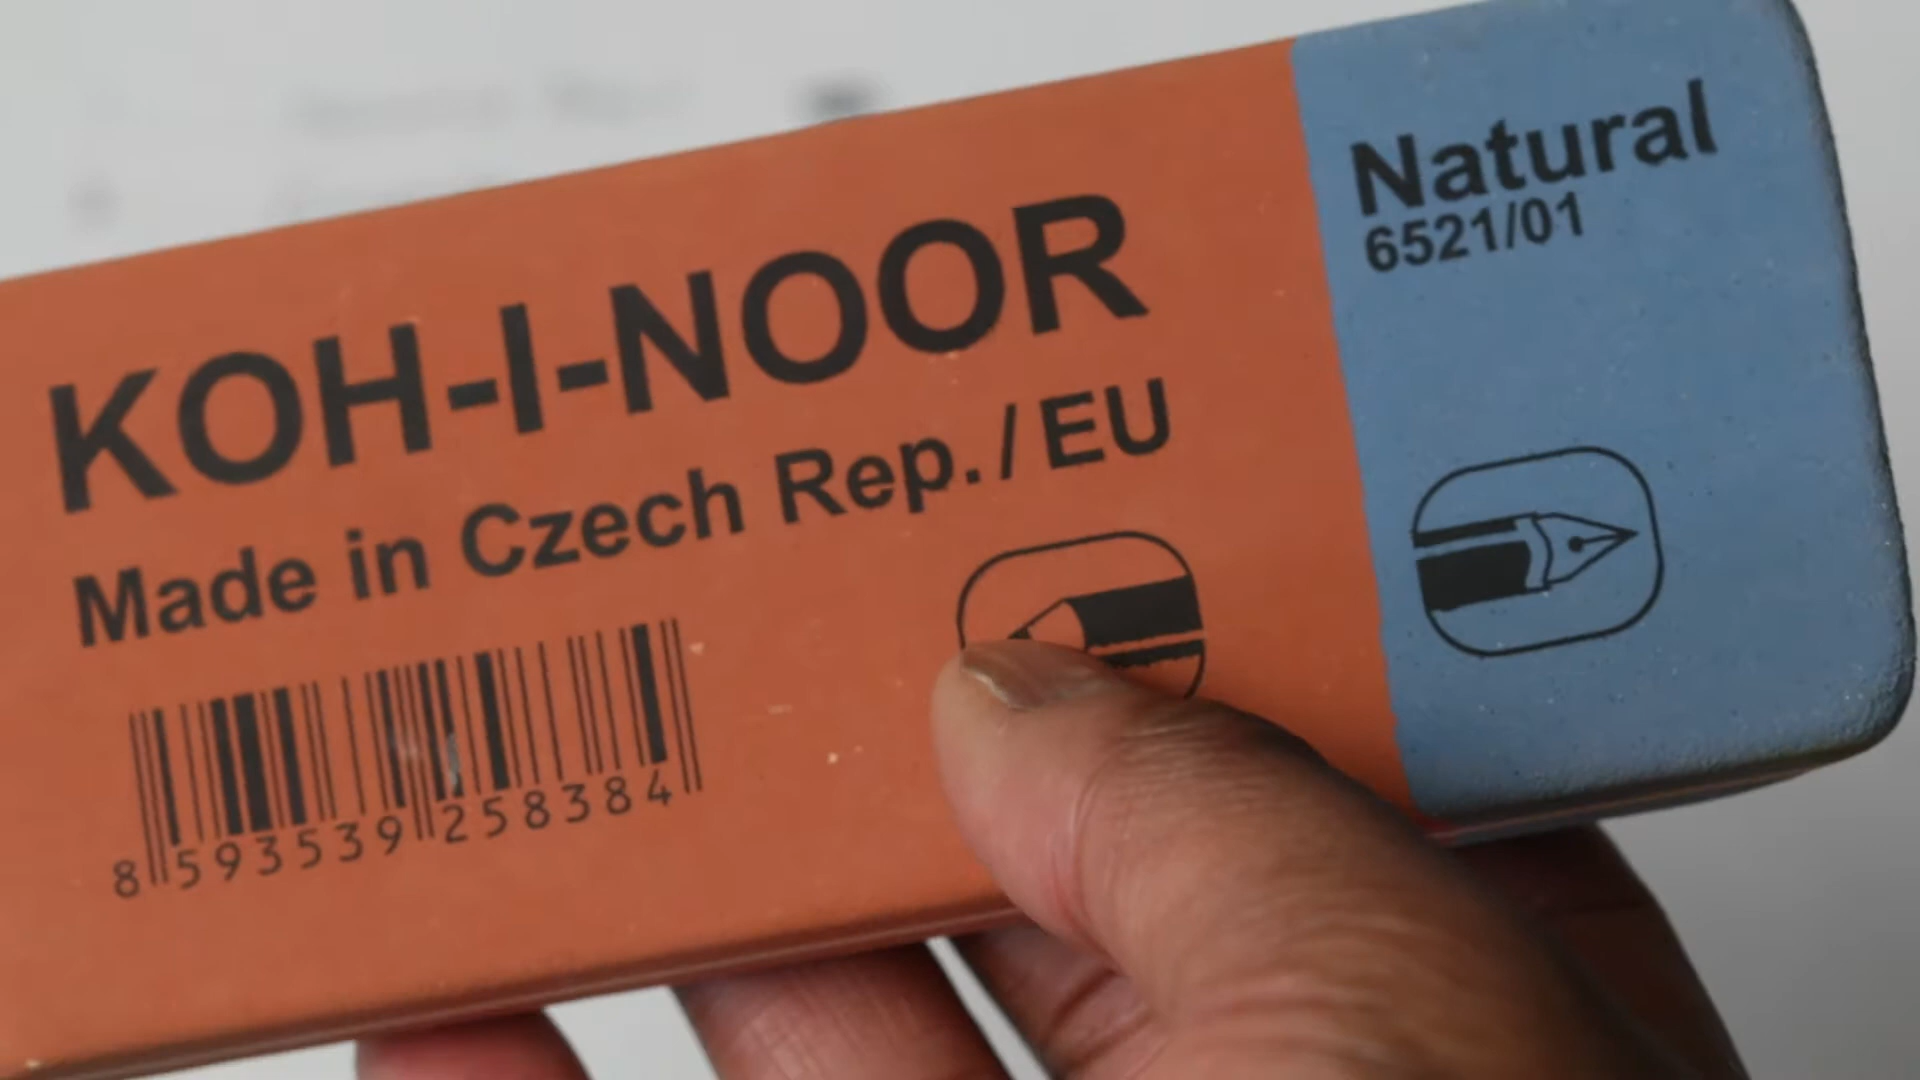 KOH-I-NOOR
Made in Czech Rep./EU
8 593539 258384
Natural
6521/01